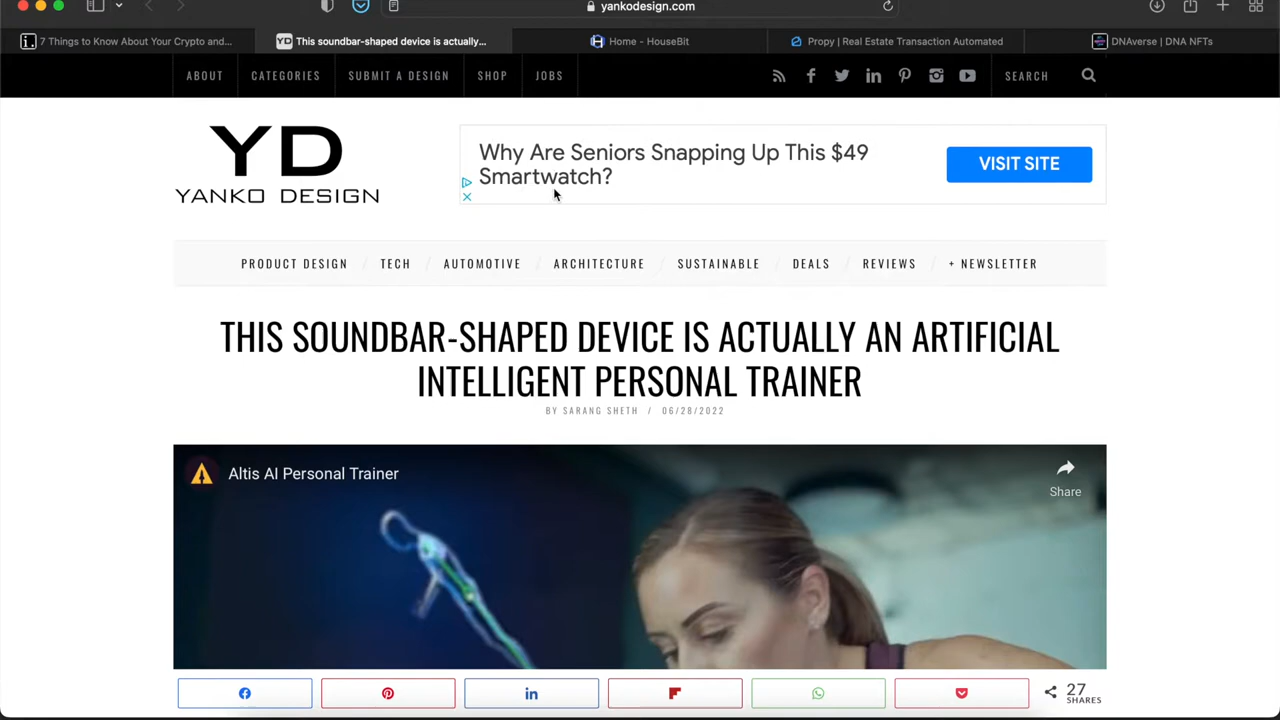 yankodesign.com
7 Things to Know About Your Crypto and...
YD This soundbar-shaped device is actually...
Home - HouseBit
Propy | Real Estate Transaction Automated
DNAverse | DNA NFTs
ABOUT CATEGORIES SUBMIT A DESIGN SHOP JOBS SEARCH
YD
YANKO DESIGN
Why Are Seniors Snapping Up This $49
Smartwatch?
VISIT SITE
PRODUCT DESIGN / TECH / AUTOMOTIVE / ARCHITECTURE / SUSTAINABLE / DEALS / REVIEWS / + NEWSLETTER
THIS SOUNDBAR-SHAPED DEVICE IS ACTUALLY AN ARTIFICIAL
INTELLIGENT PERSONAL TRAINER
BY SARANG SHETH / 06/28/2022
Altis AI Personal Trainer
Share
27
SHARES